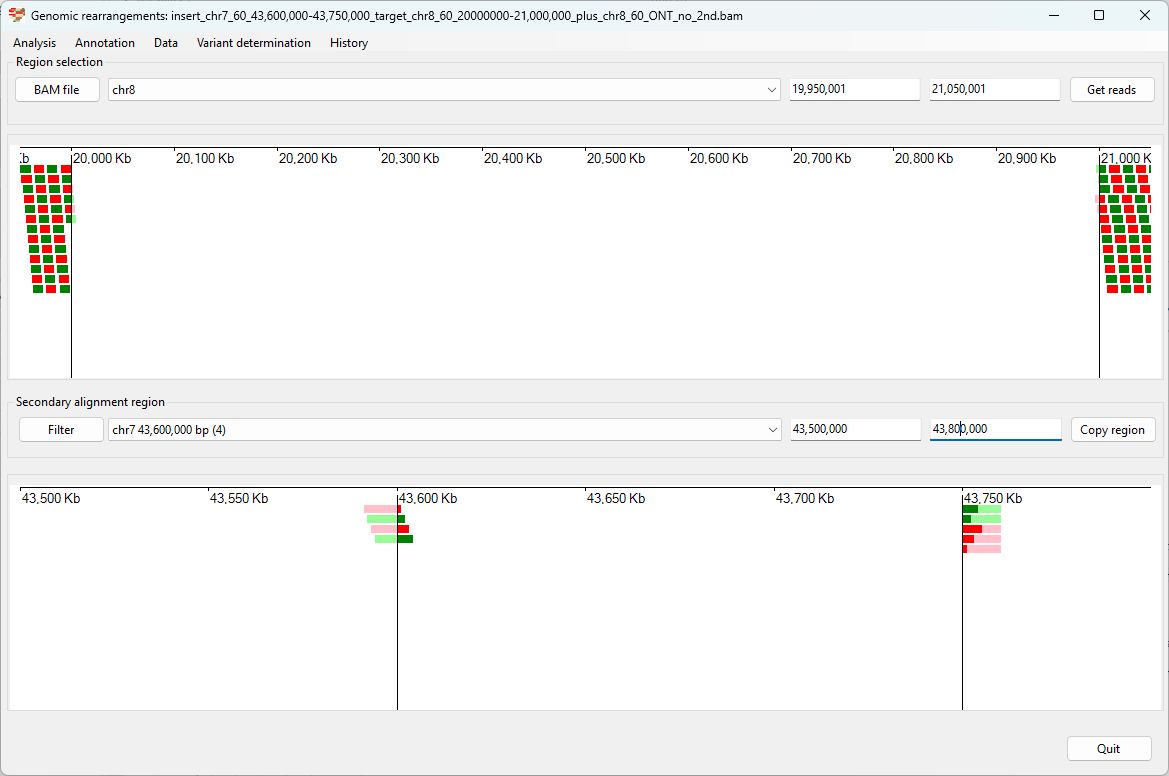 Genomic rearrangements: insert_chr7_60_43,600,000-43,750,000_target_chr8_60_20000000-21,000,000_plus_chr8_60_ONT_no_2nd.bam
Analysis Annotation Data Variant determination History
Region selection
BAM file chr8 19,950,001 21,050,001 Get reads
b 20,000 Kb 20,100 Kb 20,200 Kb 20,300 Kb 20,400 Kb 20,500 Kb 20,600 Kb 20,700 Kb 20,800 Kb 20,900 Kb 21,000 K
Secondary alignment region
Filter chr7 43,600,000 bp (4) 43,500,000 43,800,000 Copy region
43,500 Kb 43,550 Kb 43,600 Kb 43,650 Kb 43,700 Kb 43,750 Kb
Quit